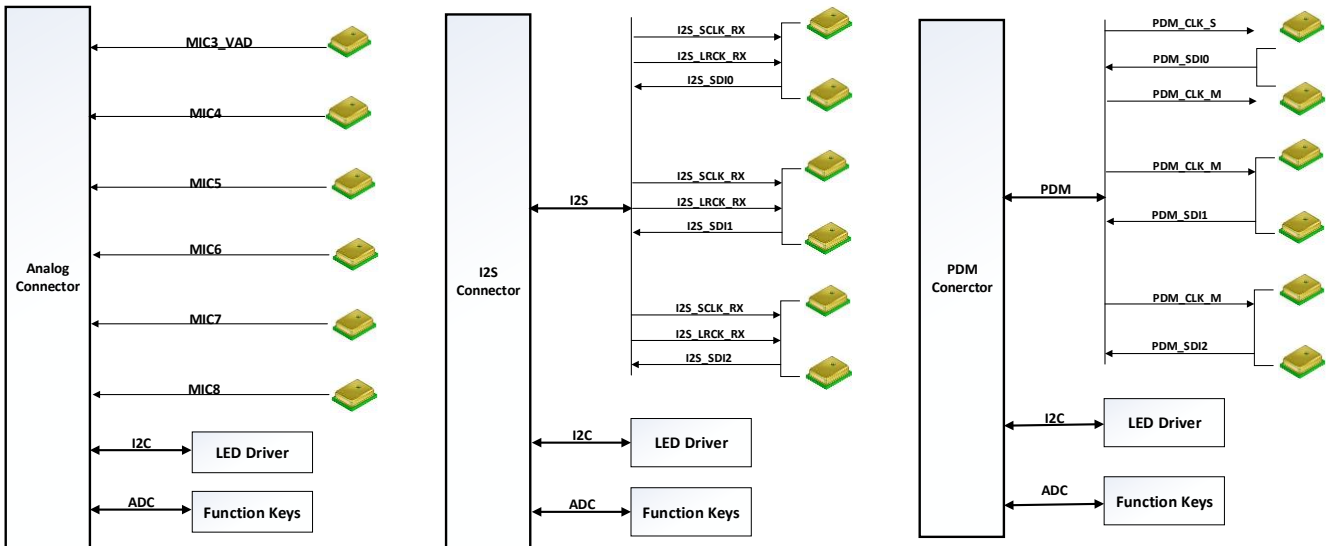 MIC3_VAD
MIC4
MIC5
MIC6
MIC7
MIC8
Analog
Connector
I2C
LED Driver
ADC
Function Keys
I2S_SCLK_RX
I2S_LRCK_RX
I2S_SDI0
I2S_SCLK_RX
I2S_LRCK_RX
I2S_SDI1
I2S
I2S
Connector
I2S_SCLK_RX
I2S_LRCK_RX
I2S_SDI2
I2C
LED Driver
ADC
Function Keys
PDM_CLK_S
PDM_SDI0
PDM_CLK_M
PDM_CLK_M
PDM
PDM_SDI1
PDM
Conerctor
PDM_CLK_M
PDM_SDI2
I2C
LED Driver
ADC
Function Keys